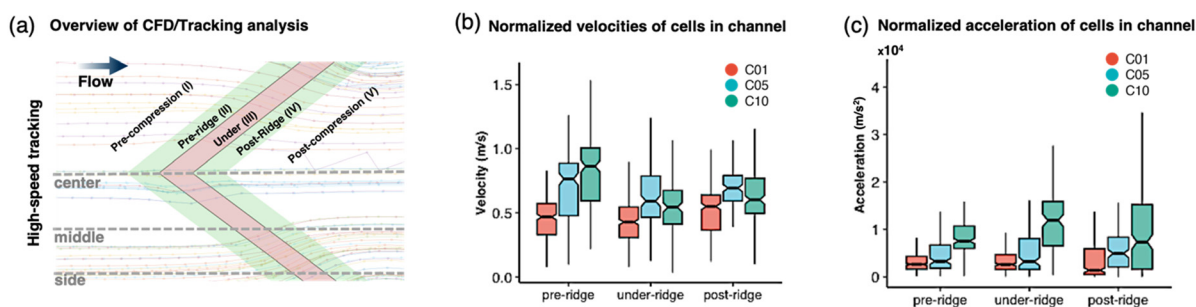 (a) Overview of CFD/Tracking analysis
Flow
High-speed tracking
Pre-compression (I)
Pre-ridge (II)
Under (III)
Post-Ridge (IV)
Post-compression (V)
center
middle
side
(b) Normalized velocities of cells in channel
C01
C05
C10
Velocity (m/s)
1.5
1.0
0.5
0.0
pre-ridge under-ridge post-ridge
(c) Normalized acceleration of cells in channel
x10⁴
C01
C05
C10
Acceleration (m/s²)
4
3
2
1
0
pre-ridge under-ridge post-ridge